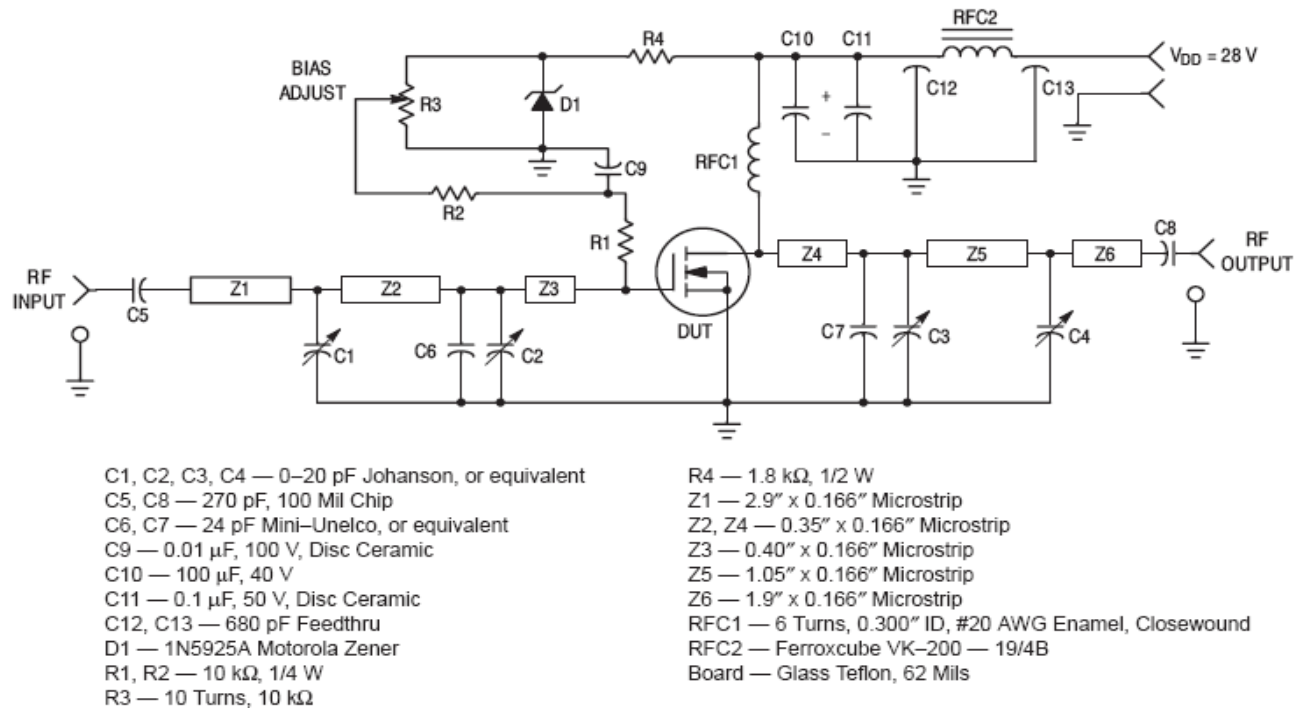 RFC2
R4
C10
C11
V_DD = 28 V
BIAS
ADJUST
R3
D1
+
–
C12
C13
RFC1
C9
R2
R1
C8
RF
INPUT
C5
Z1
Z2
Z3
Z4
Z5
Z6
RF
OUTPUT
DUT
C1
C6
C2
C7
C3
C4
C1, C2, C3, C4 — 0–20 pF Johanson, or equivalent
C5, C8 — 270 pF, 100 Mil Chip
C6, C7 — 24 pF Mini–Unelco, or equivalent
C9 — 0.01 μF, 100 V, Disc Ceramic
C10 — 100 μF, 40 V
C11 — 0.1 μF, 50 V, Disc Ceramic
C12, C13 — 680 pF Feedthru
D1 — 1N5925A Motorola Zener
R1, R2 — 10 kΩ, 1/4 W
R3 — 10 Turns, 10 kΩ
R4 — 1.8 kΩ, 1/2 W
Z1 — 2.9″ x 0.166″ Microstrip
Z2, Z4 — 0.35″ x 0.166″ Microstrip
Z3 — 0.40″ x 0.166″ Microstrip
Z5 — 1.05″ x 0.166″ Microstrip
Z6 — 1.9″ x 0.166″ Microstrip
RFC1 — 6 Turns, 0.300″ ID, #20 AWG Enamel, Closewound
RFC2 — Ferroxcube VK–200 — 19/4B
Board — Glass Teflon, 62 Mils